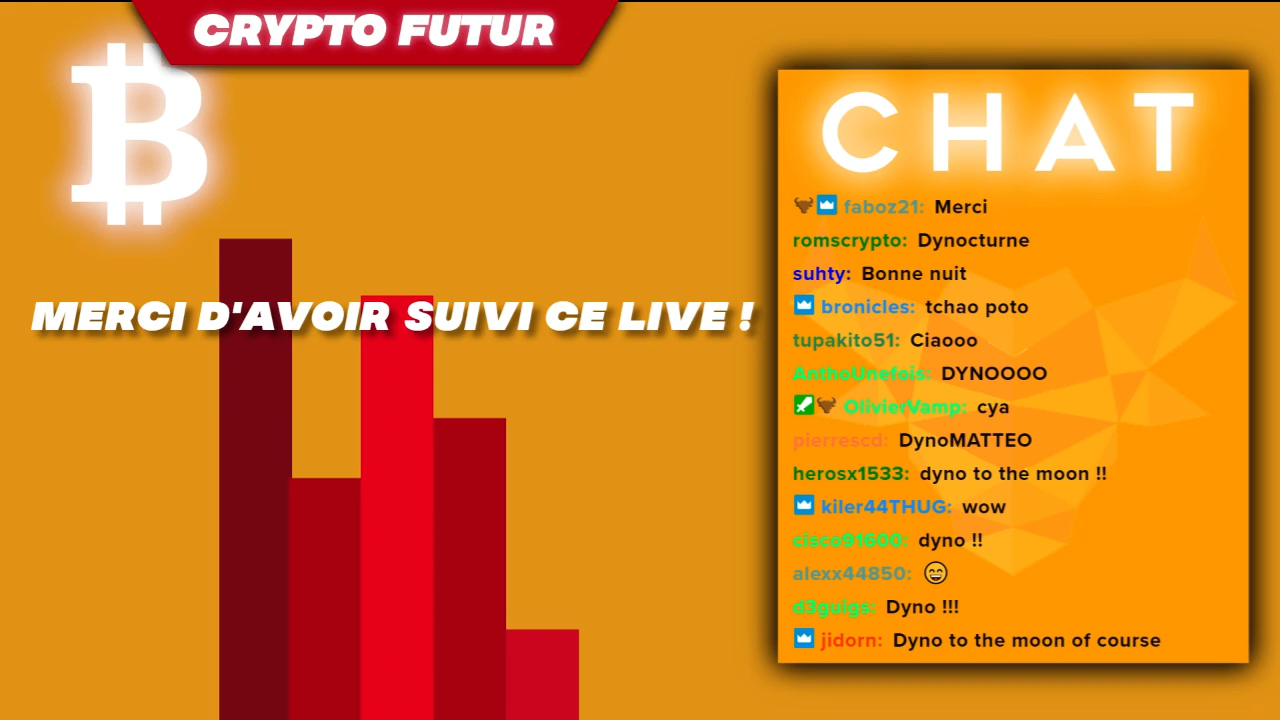 CRYPTO FUTUR
MERCI D'AVOIR SUIVI CE LIVE !
CHAT
faboz21: Merci
romscrypto: Dynocturne
suhty: Bonne nuit
bronicles: tchao poto
tupakito51: Ciaooo
AnthoUnefois: DYNOOOO
OlivierVamp: cya
pierrescd: DynoMATTEO
herosx1533: dyno to the moon !!
kiler44THUG: wow
cisco91600: dyno !!
alexx44850: 😄
d3guigs: Dyno !!!
jidorn: Dyno to the moon of course